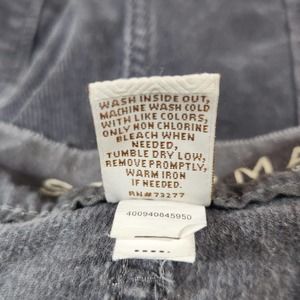 WASH INSIDE OUT,
MACHINE WASH COLD
WITH LIKE COLORS,
ONLY NON CHLORINE
BLEACH WHEN
NEEDED,
TUMBLE DRY LOW,
REMOVE PROMPTLY,
WARM IRON
IF NEEDED.
RN#73277
400940845950